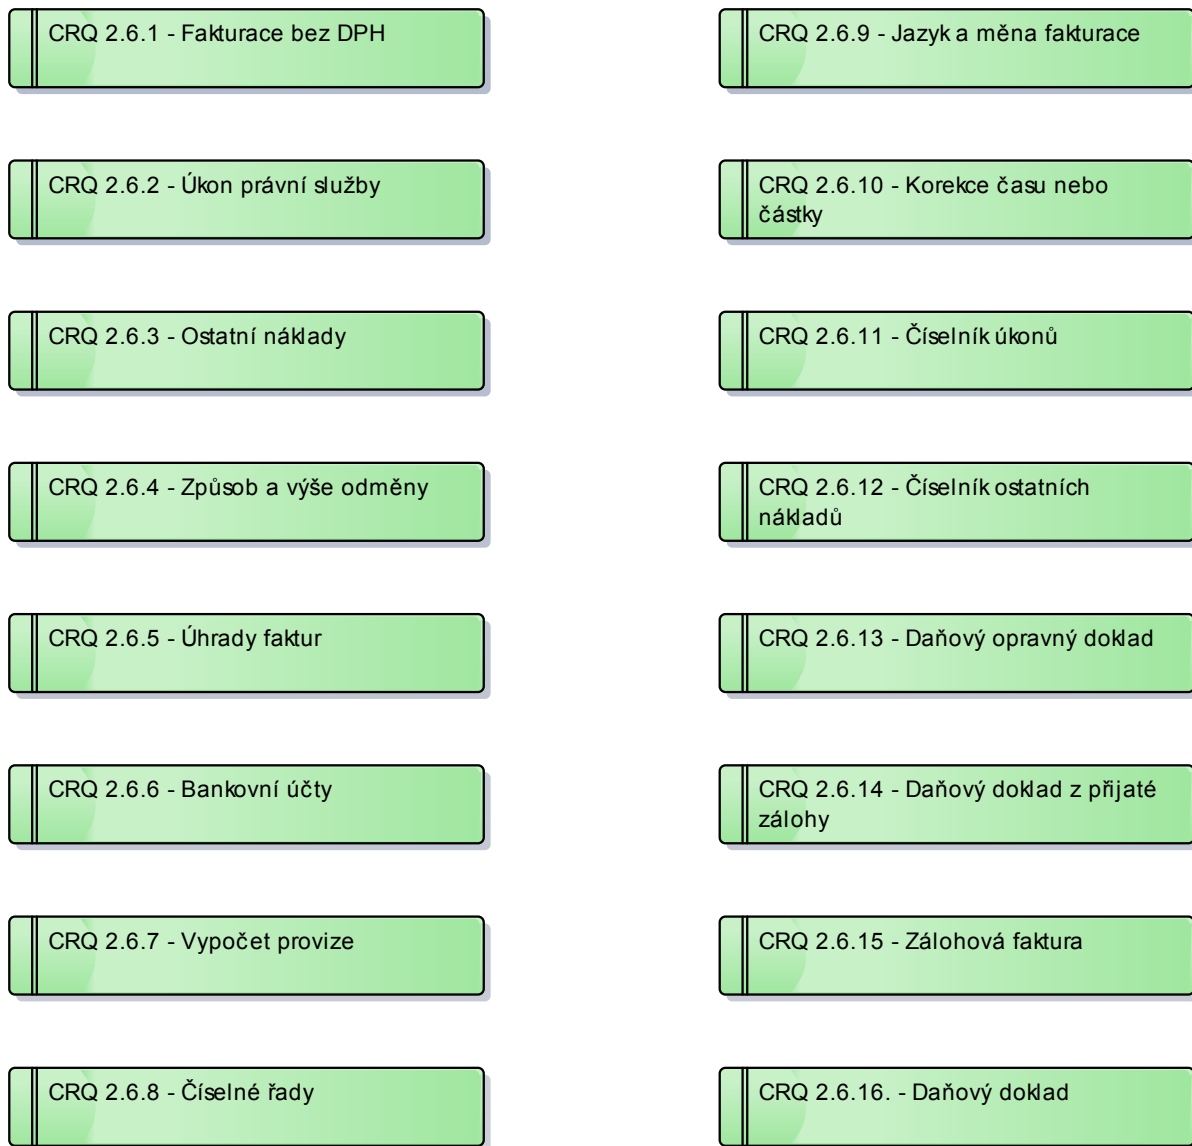 CRQ 2.6.1 - Fakturace bez DPH
CRQ 2.6.2 - Úkon právní služby
CRQ 2.6.3 - Ostatní náklady
CRQ 2.6.4 - Způsob a výše odměny
CRQ 2.6.5 - Úhrady faktur
CRQ 2.6.6 - Bankovní účty
CRQ 2.6.7 - Vypočet provize
CRQ 2.6.8 - Číselné řady
CRQ 2.6.9 - Jazyk a měna fakturace
CRQ 2.6.10 - Korekce času nebo
částky
CRQ 2.6.11 - Číselník úkonů
CRQ 2.6.12 - Číselník ostatních
nákladů
CRQ 2.6.13 - Daňový opravný doklad
CRQ 2.6.14 - Daňový doklad z přijaté
zálohy
CRQ 2.6.15 - Zálohová faktura
CRQ 2.6.16. - Daňový doklad